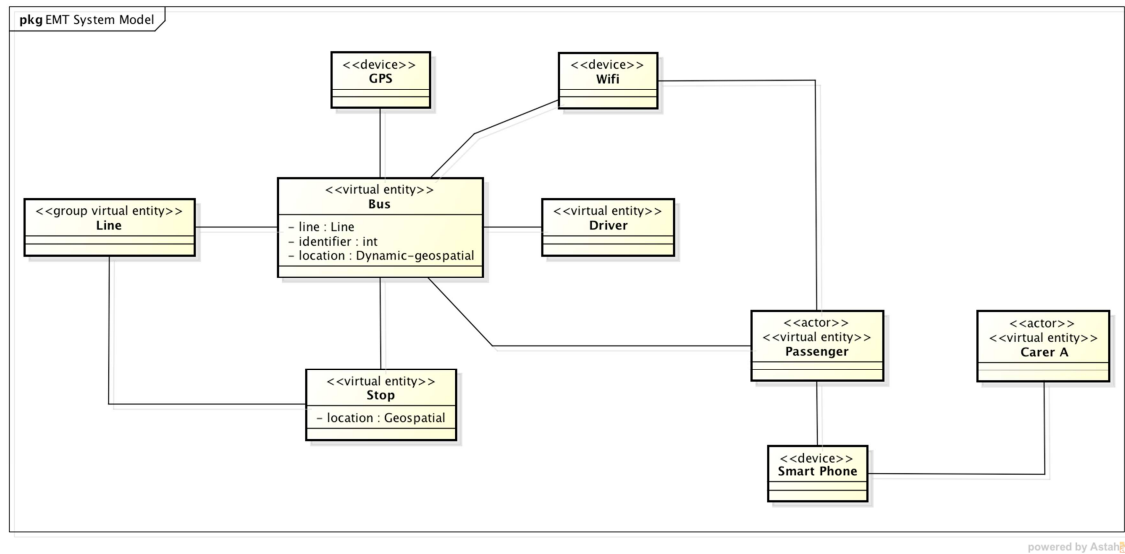 pkg EMT System Model
<<device>>
GPS
<<device>>
Wifi
<<virtual entity>>
Bus
- line : Line
- identifier : int
- location : Dynamic-geospatial
<<group virtual entity>>
Line
<<virtual entity>>
Driver
<<actor>>
<<virtual entity>>
Passenger
<<actor>>
<<virtual entity>>
Carer A
<<virtual entity>>
Stop
- location : Geospatial
<<device>>
Smart Phone
powered by Astah